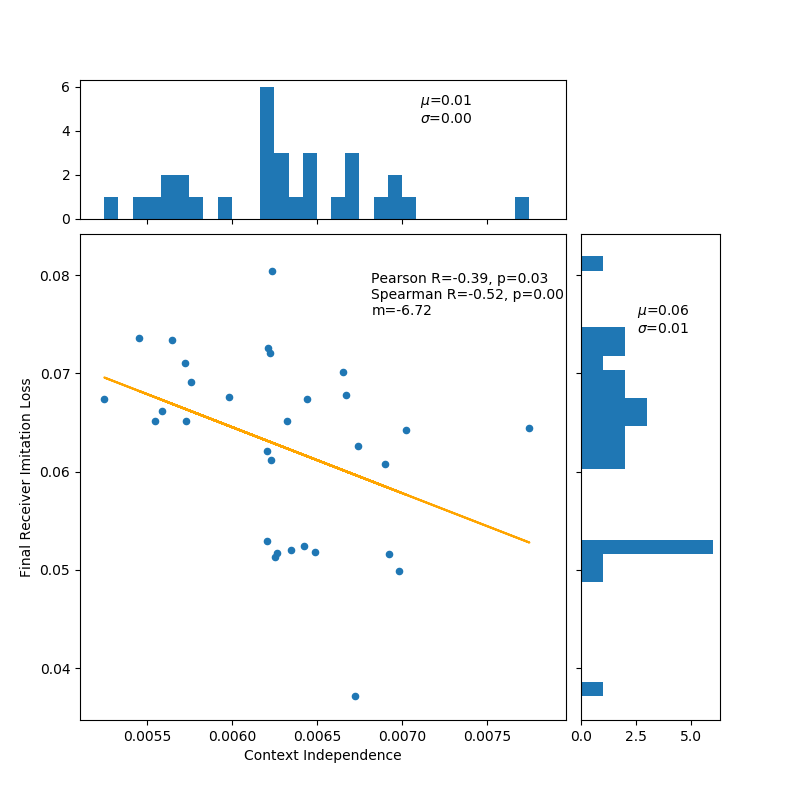 6
4
2
0
μ=0.01
σ=0.00
0.08
0.07
0.06
0.05
0.04
Final Receiver Imitation Loss
Pearson R=-0.39, p=0.03
Spearman R=-0.52, p=0.00
m=-6.72
μ=0.06
σ=0.01
0.0055 0.0060 0.0065 0.0070 0.0075
Context Independence
0.0 2.5 5.0